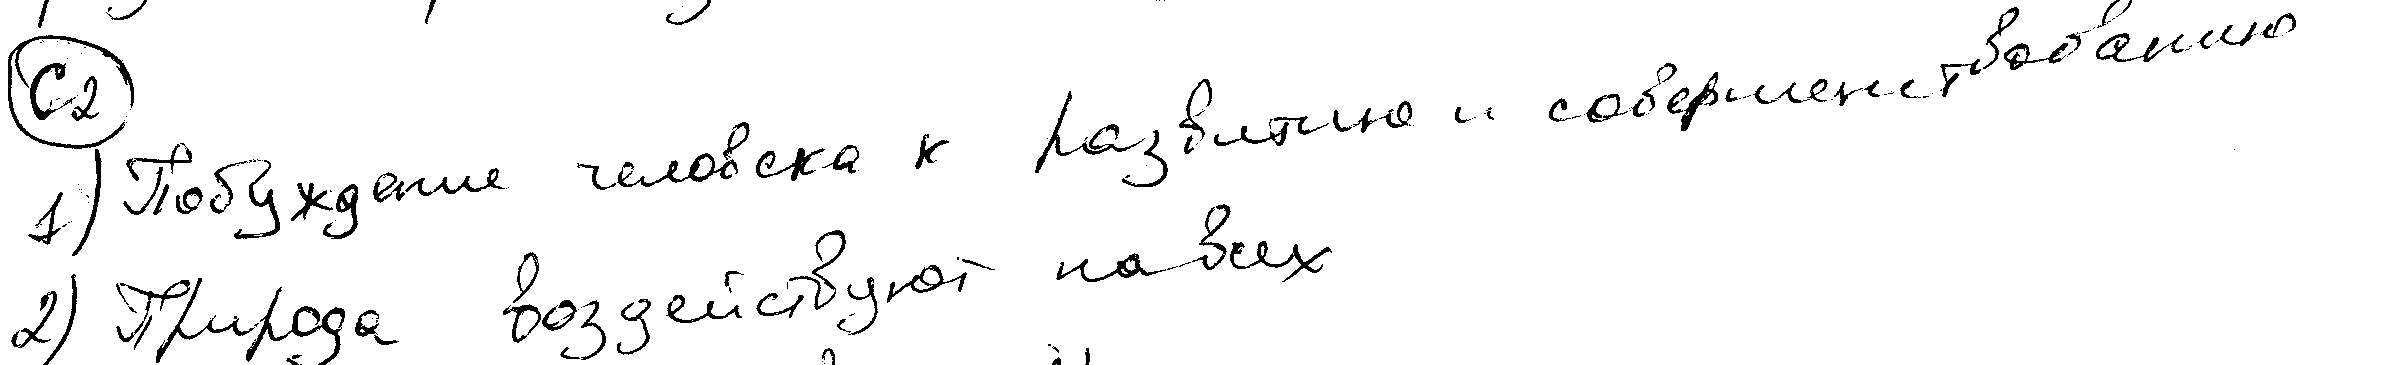 С2
1) Побуждение человека к развитию и совершенствованию
2) Природа воздействуют на всех